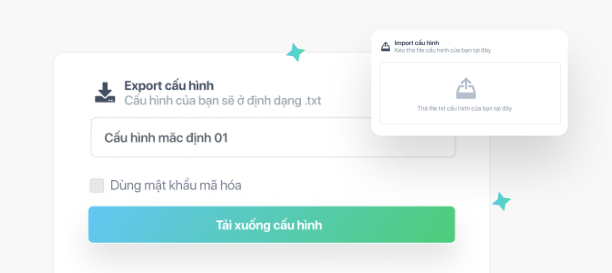 Export cấu hình
Cấu hình của bạn sẽ ở định dạng .txt
Cấu hình măc định 01
Dùng mật khẩu mã hóa
Tải xuống cấu hình
Import cấu hình
Kéo thả file cấu hình của bạn tại đây
Thả file txt cấu hình của bạn tại đây